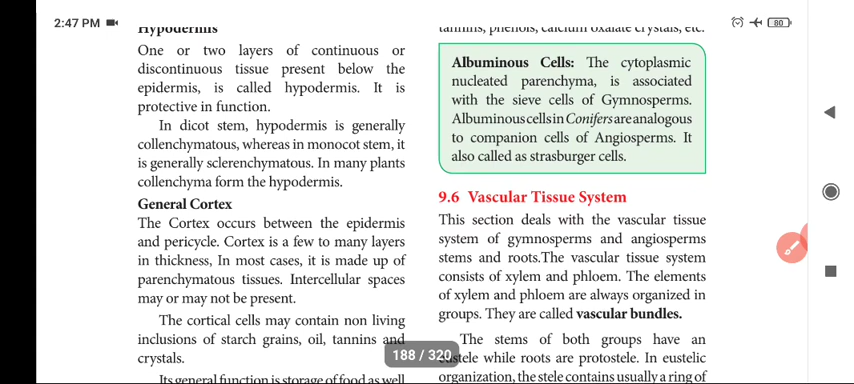 2:47 PM
80
Hypodermis
One or two layers of continuous or
discontinuous tissue present below the
epidermis, is called hypodermis. It is
protective in function.
In dicot stem, hypodermis is generally
collenchymatous, whereas in monocot stem, it
is generally sclerenchymatous. In many plants
collenchyma form the hypodermis.
General Cortex
The Cortex occurs between the epidermis
and pericycle. Cortex is a few to many layers
in thickness, In most cases, it is made up of
parenchymatous tissues. Intercellular spaces
may or may not be present.
The cortical cells may contain non living
inclusions of starch grains, oil, tannins and
crystals.
Its general function is storage of food as well
tannins, phenols, calcium oxalate crystals, etc.
Albuminous Cells: The cytoplasmic
nucleated parenchyma, is associated
with the sieve cells of Gymnosperms.
Albuminous cells in Conifers are analogous
to companion cells of Angiosperms. It
also called as strasburger cells.
9.6 Vascular Tissue System
This section deals with the vascular tissue
system of gymnosperms and angiosperms
stems and roots.The vascular tissue system
consists of xylem and phloem. The elements
of xylem and phloem are always organized in
groups. They are called vascular bundles.
The stems of both groups have an
eustele while roots are protostele. In eustelic
organization, the stele contains usually a ring of
188 / 320